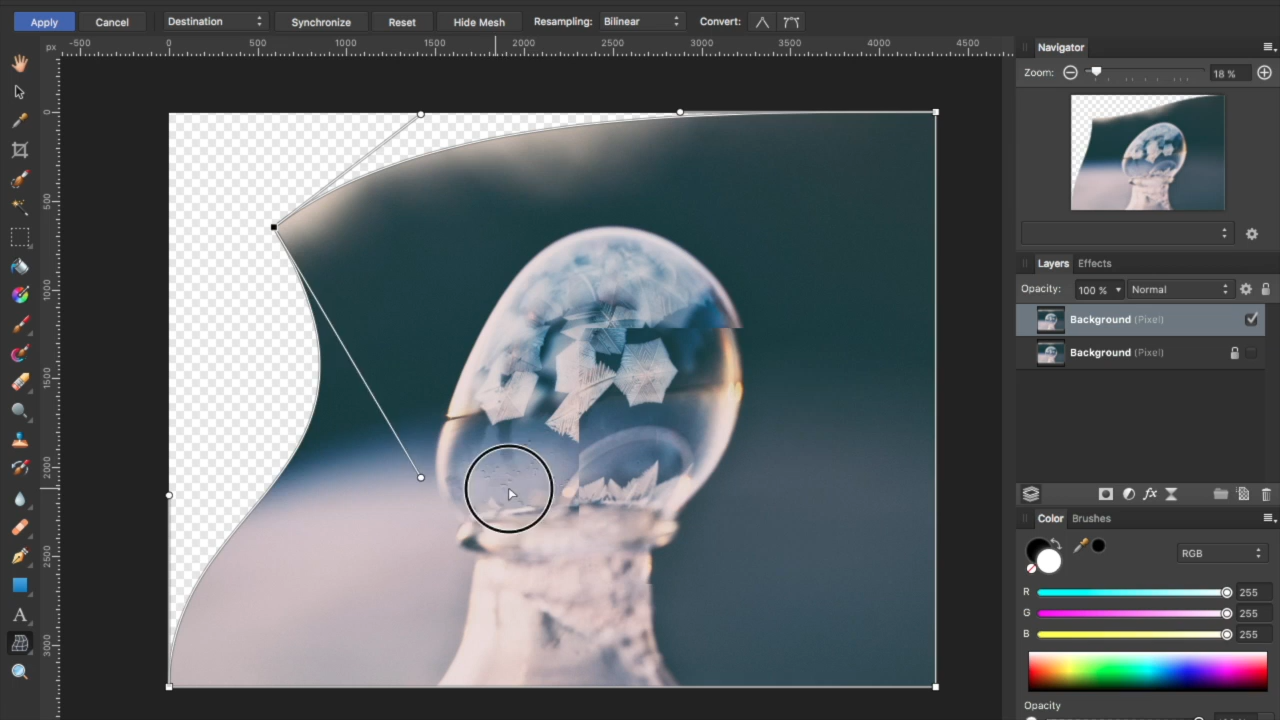 Apply Cancel Destination Synchronize Reset Hide Mesh Resampling: Bilinear Convert:
px -500 0 500 1000 1500 2000 2500 3000 3500 4000 4500
0
500
1000
1500
2000
2500
3000
A
Navigator
Zoom: 18 %
Layers Effects
Opacity: 100 % Normal
Background (Pixel)
Background (Pixel)
fx
Color Brushes
RGB
R 255
G 255
B 255
Opacity